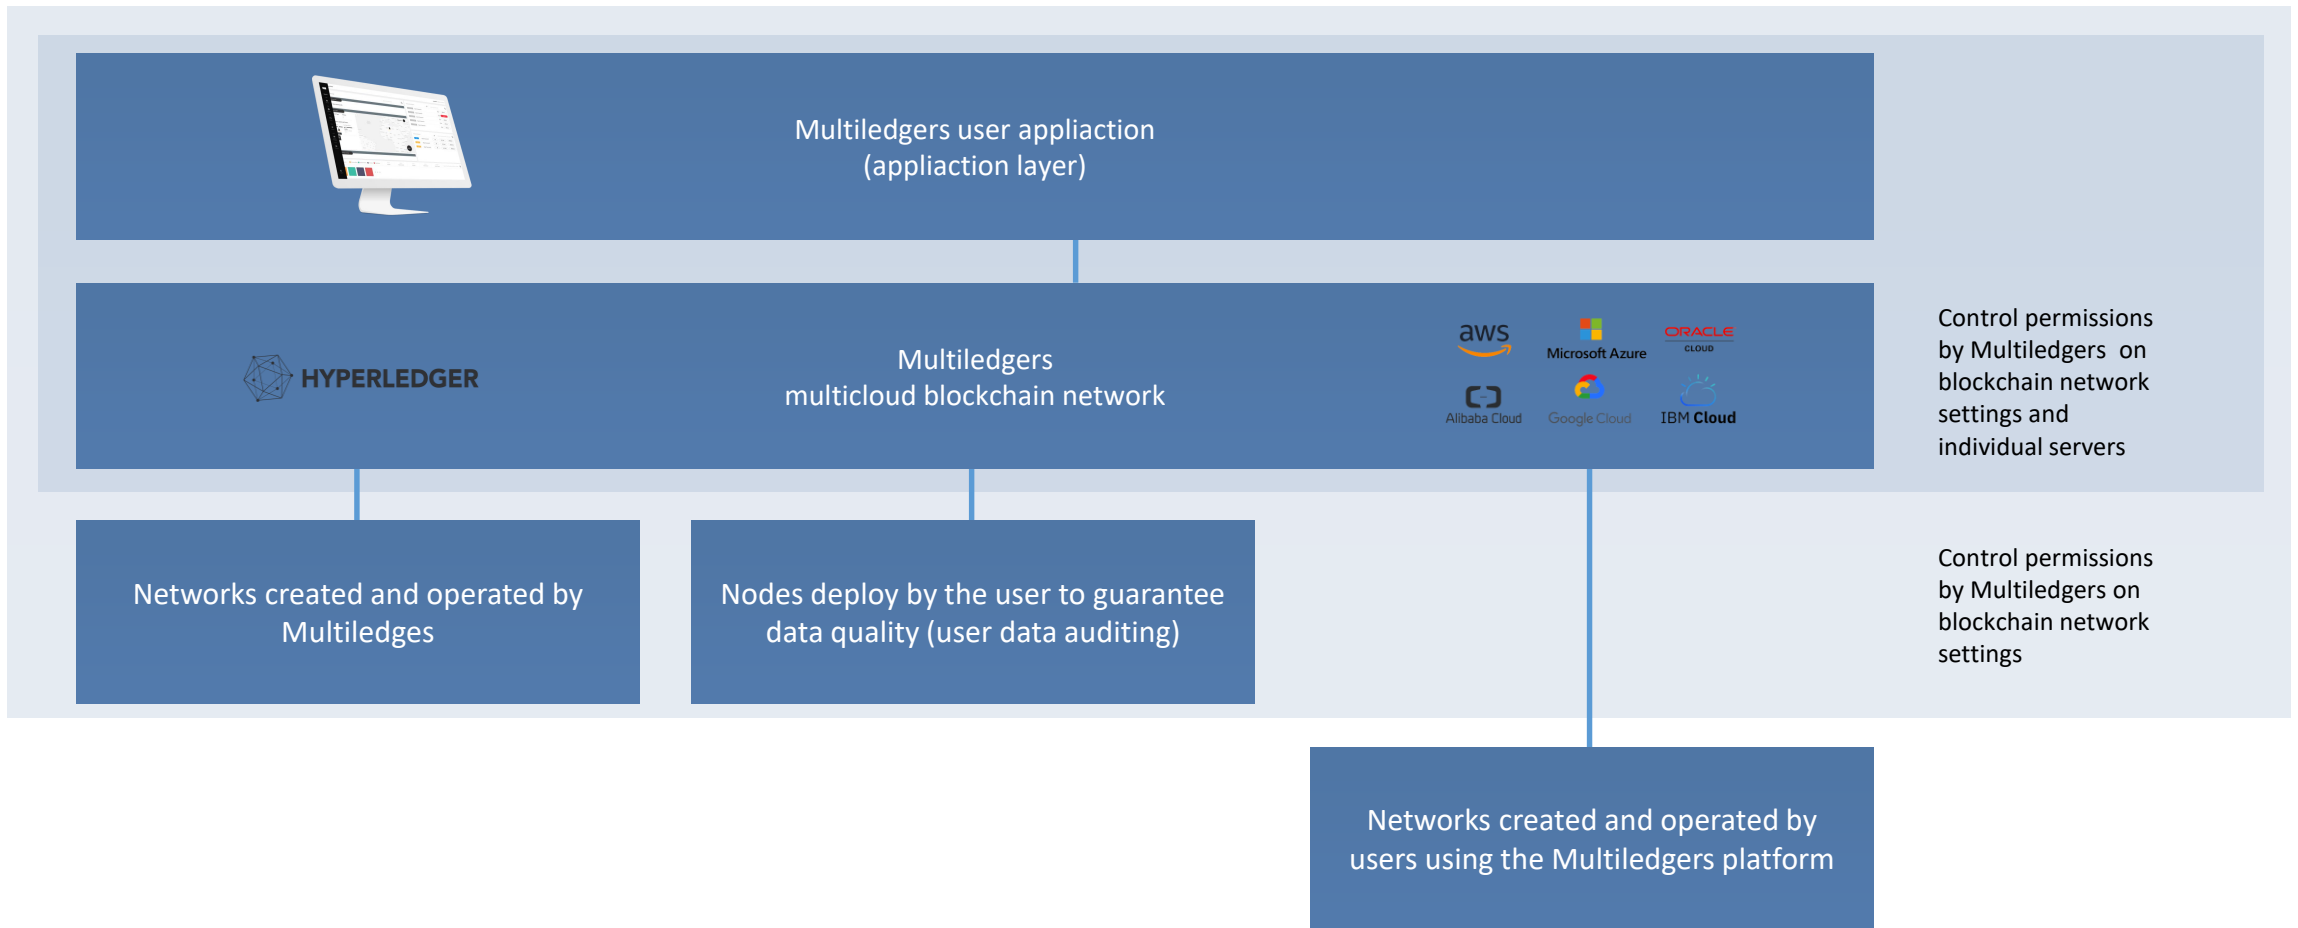 Multiledgers user appliaction
(appliaction layer)
HYPERLEDGER
Multiledgers
multicloud blockchain network
aws
Microsoft Azure
ORACLE
CLOUD
Alibaba Cloud
Google Cloud
IBM Cloud
Control permissions
by Multiledgers on
blockchain network
settings and
individual servers
Networks created and operated by
Multiledges
Nodes deploy by the user to guarantee
data quality (user data auditing)
Control permissions
by Multiledgers on
blockchain network
settings
Networks created and operated by
users using the Multiledgers platform